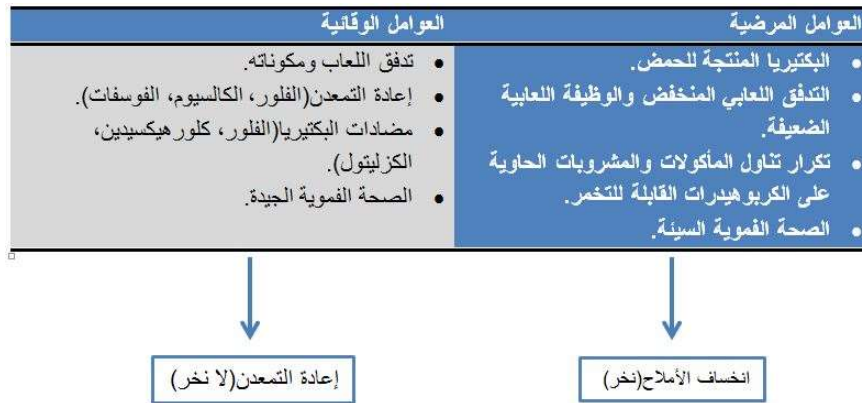 العوامل المرضية
البكتيريا المنتجة للحمض.
التدفق اللعابي المنخفض والوظيفة اللعابية
الضعيفة.
تكرار تناول المأكولات والمشروبات الحاوية
على الكربوهيدرات القابلة للتخمر.
الصحة الفموية السيئة.
العوامل الوقائية
تدفق اللعاب ومكوناته.
إعادة التمعدن(الفلور، الكالسيوم، الفوسفات).
مضادات البكتيريا(الفلور، كلورهيكسيدين،
الكزليتول).
الصحة الفموية الجيدة.
انخساف الأملاح(نخر)
إعادة التمعدن(لا نخر)